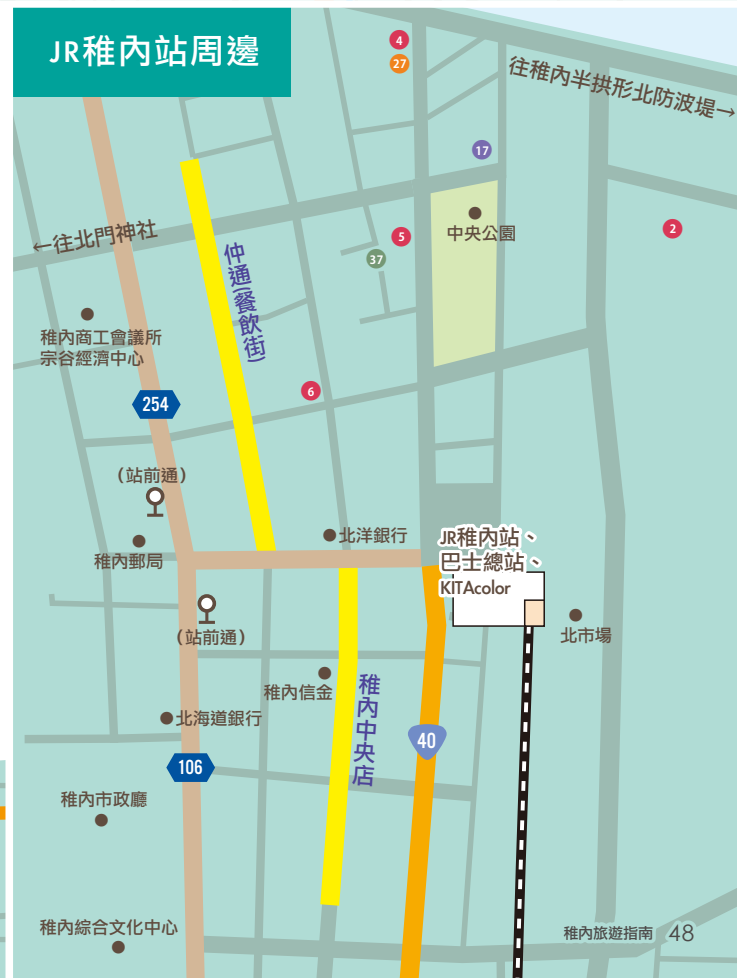 JR稚內站周邊
4
27
往稚內半拱形北防波堤→
17
←往北門神社
中央公園
2
5
37
仲通(餐飲街)
稚內商工會議所
宗谷經濟中心
6
254
(站前通)
北洋銀行
JR稚內站、
巴士總站、
KITAcolor
稚內郵局
(站前通)
北市場
稚內信金
稚內中央店
北海道銀行
40
106
稚內市政廳
稚內綜合文化中心
稚內旅遊指南 48